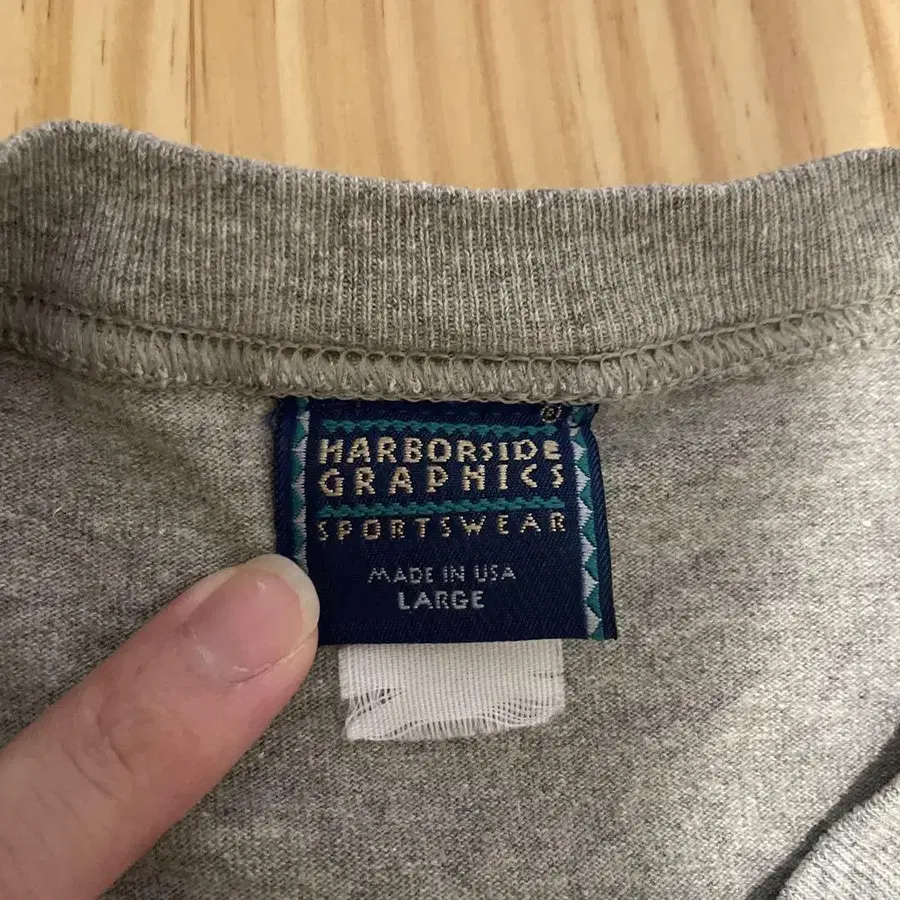 ®
HARBORSIDE
GRAPHICS
SPORTSWEAR
MADE IN USA
LARGE